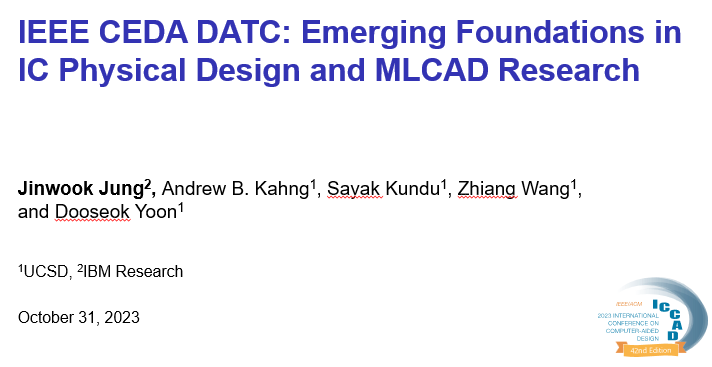 IEEE CEDA DATC: Emerging Foundations in
IC Physical Design and MLCAD Research
Jinwook Jung², Andrew B. Kahng¹, Sayak Kundu¹, Zhiang Wang¹,
and Dooseok Yoon¹
¹UCSD, ²IBM Research
October 31, 2023
IEEE/ACM
2023 INTERNATIONAL
CONFERENCE ON
COMPUTER-AIDED
DESIGN
ICCAD
42nd Edition